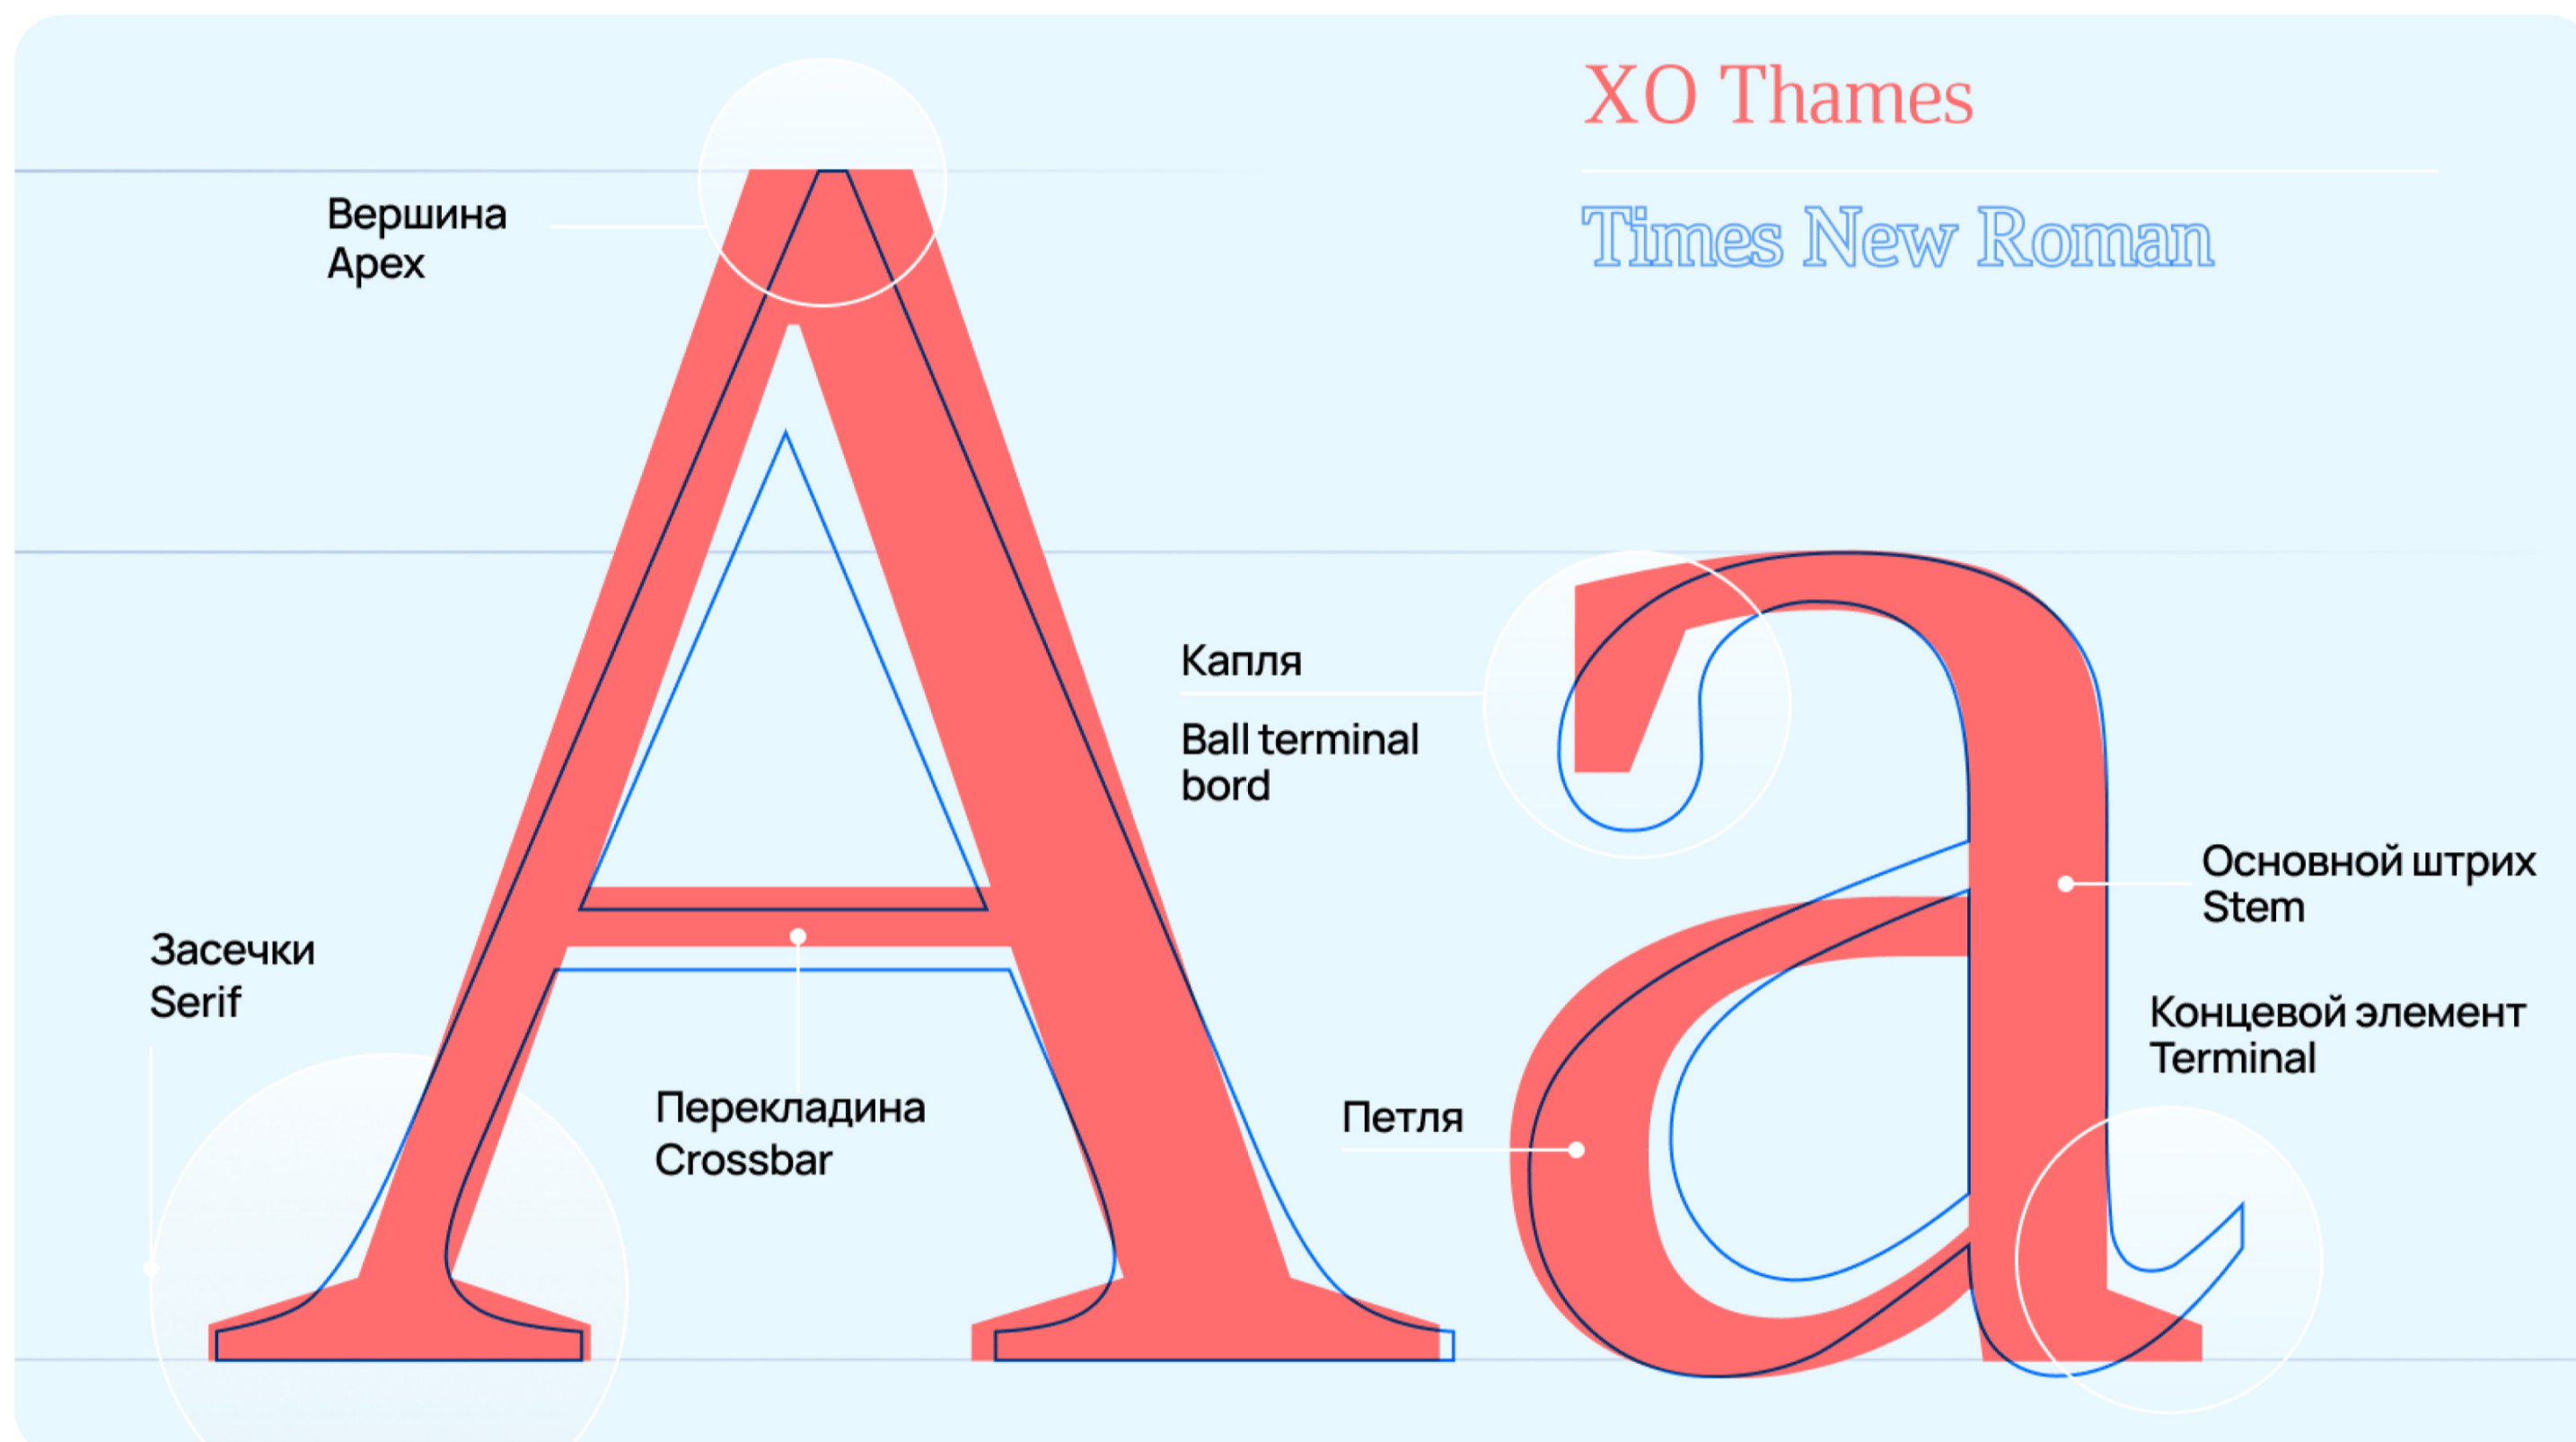 XO Thames
Times New Roman
Вершина
Apex
Капля
Ball terminal
bord
Основной штрих
Stem
Засечки
Serif
Концевой элемент
Terminal
Перекладина
Crossbar
Петля
Aa